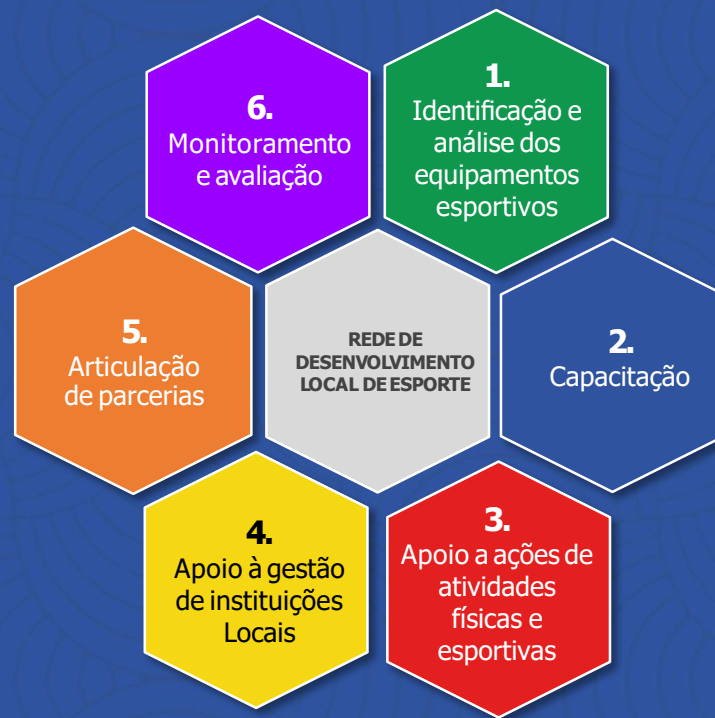 1.
Identificação e
análise dos
equipamentos
esportivos
2.
Capacitação
3.
Apoio a ações de
atividades
físicas e
esportivas
4.
Apoio à gestão
de instituições
Locais
5.
Articulação
de parcerias
6.
Monitoramento
e avaliação
REDE DE
DESENVOLVIMENTO
LOCAL DE ESPORTE